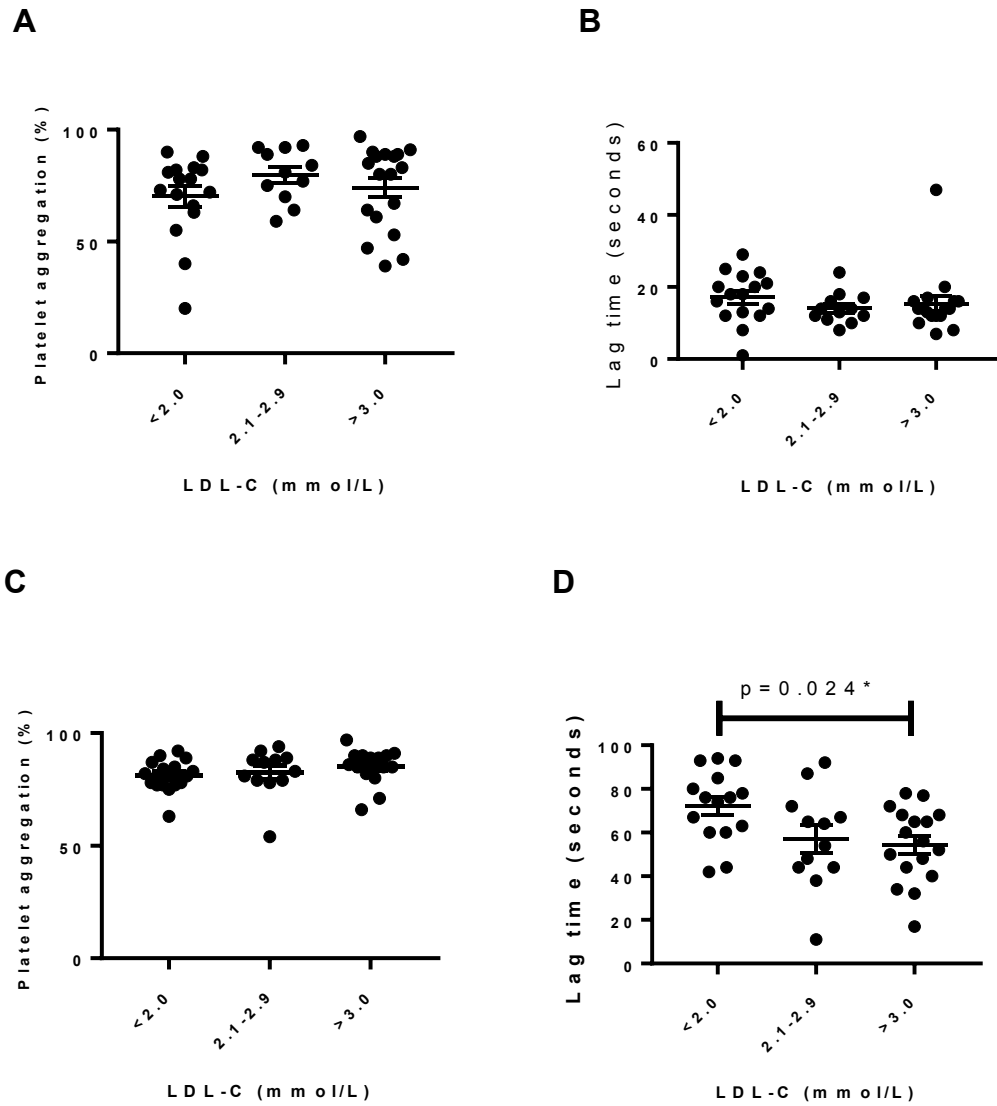 A
Platelet aggregation (%)
100
50
0
<2.0
2.1-2.9
>3.0
LDL-C (mmol/L)
B
Lag time (seconds)
60
40
20
0
<2.0
2.1-2.9
>3.0
LDL-C (mmol/L)
C
Platelet aggregation (%)
100
50
0
<2.0
2.1-2.9
>3.0
LDL-C (mmol/L)
D
p=0.024*
Lag time (seconds)
100
80
60
40
20
0
<2.0
2.1-2.9
>3.0
LDL-C (mmol/L)